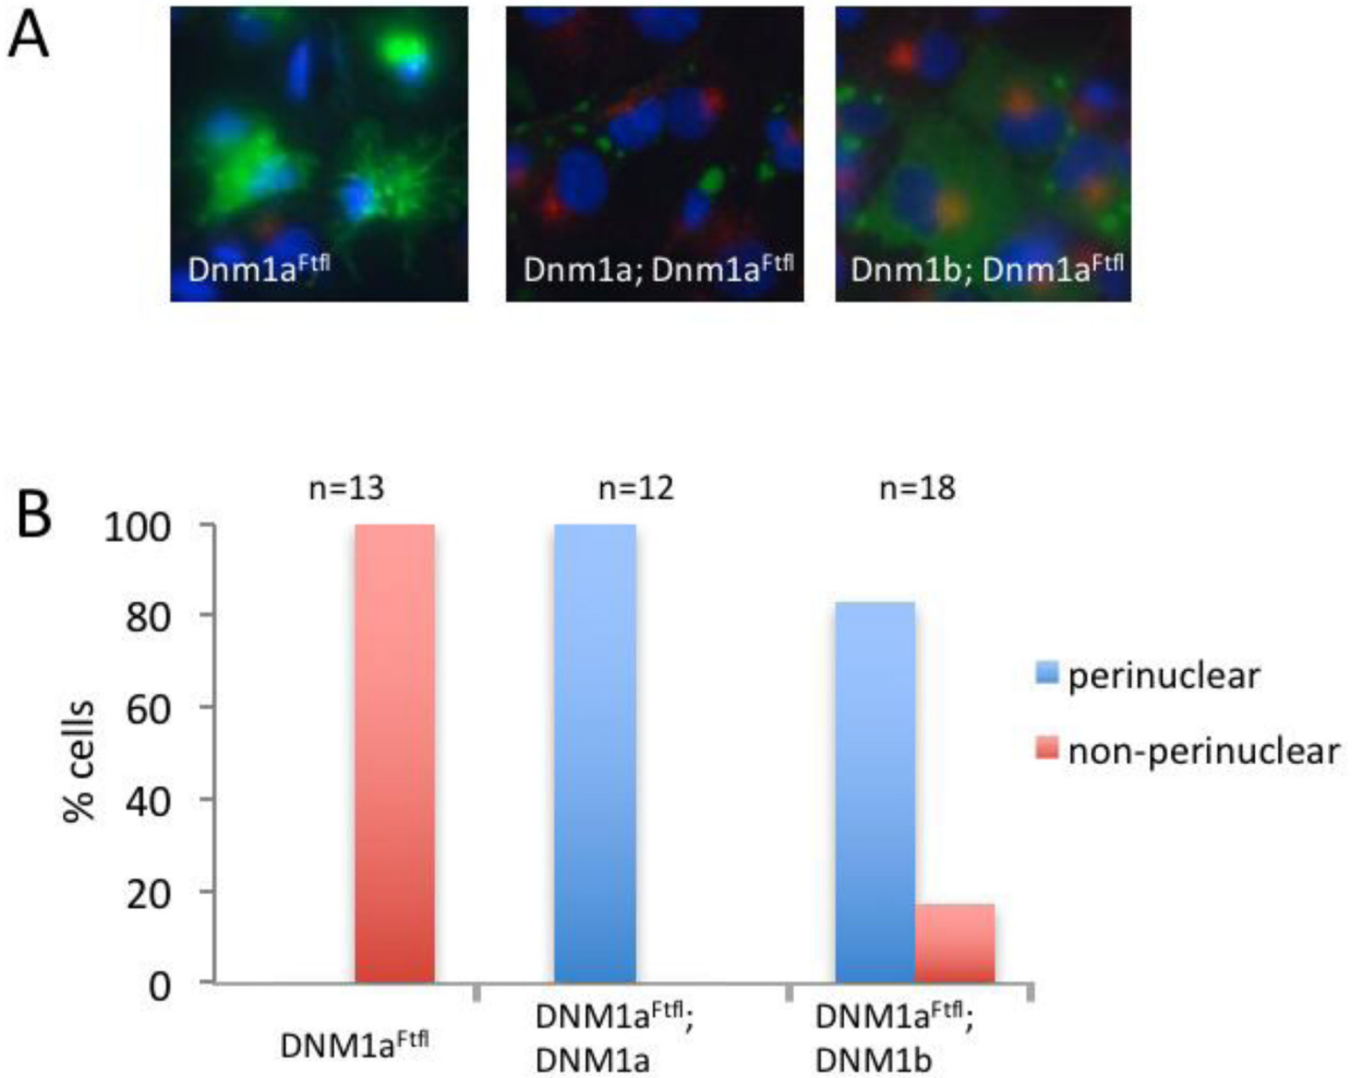 A
Dnm1aFtfl
Dnm1a; Dnm1aFtfl
Dnm1b; Dnm1aFtfl
B
n=13
n=12
n=18
100
80
60
40
20
0
% cells
perinuclear
non-perinuclear
DNM1aFtfl
DNM1aFtfl;
DNM1a
DNM1aFtfl;
DNM1b